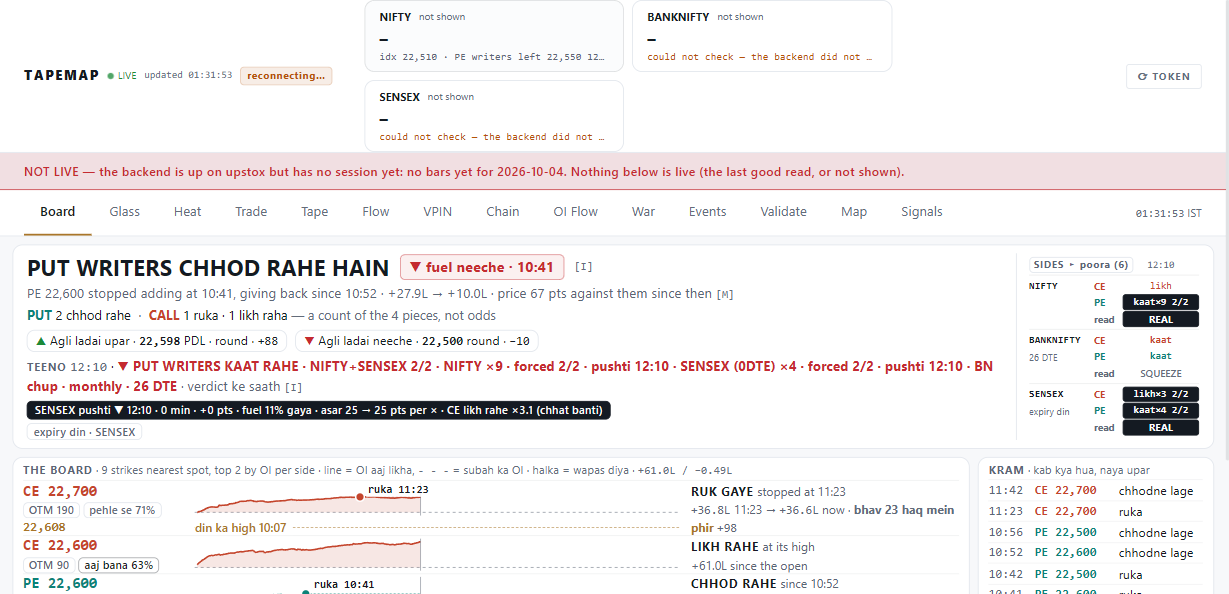 TAPEMAP ● LIVE updated 01:31:53 reconnecting…
NIFTY not shown
–
idx 22,510 · PE writers left 22,550 12…
BANKNIFTY not shown
–
could not check — the backend did not …
SENSEX not shown
–
could not check — the backend did not …
⟳ TOKEN
NOT LIVE — the backend is up on upstox but has no session yet: no bars yet for 2026-10-04. Nothing below is live (the last good read, or not shown).
Board Glass Heat Trade Tape Flow VPIN Chain OI Flow War Events Validate Map Signals 01:31:53 IST
PUT WRITERS CHHOD RAHE HAIN ▼ fuel neeche · 10:41 [I]
PE 22,600 stopped adding at 10:41, giving back since 10:52 · +27.9L → +10.0L · price 67 pts against them since then [M]
PUT 2 chhod rahe · CALL 1 ruka · 1 likh raha — a count of the 4 pieces, not odds
▲ Agli ladai upar · 22,598 PDL · round · +88 ▼ Agli ladai neeche · 22,500 round · −10
TEENO 12:10 · ▼ PUT WRITERS KAAT RAHE · NIFTY+SENSEX 2/2 · NIFTY ×9 · forced 2/2 · pushti 12:10 · SENSEX (0DTE) ×4 · forced 2/2 · pushti 12:10 · BN
chup · monthly · 26 DTE · verdict ke saath [I]
SENSEX pushti ▼ 12:10 · 0 min · +0 pts · fuel 11% gaya · asar 25 → 25 pts per × · CE likh rahe ×3.1 (chhat banti)
expiry din · SENSEX
SIDES ▸ poora (6) 12:10
NIFTY CE likh
PE kaat×9 2/2
read REAL
BANKNIFTY CE kaat
26 DTE PE kaat
read SQUEEZE
SENSEX CE likh×3 2/2
expiry din PE kaat×4 2/2
read REAL
THE BOARD · 9 strikes nearest spot, top 2 by OI per side · line = OI aaj likha, - - - = subah ka OI · halka = wapas diya · +61.0L / −0.49L
CE 22,700 ruka 11:23 RUK GAYE stopped at 11:23
OTM 190 pehle se 71% +36.8L 11:23 → +36.6L now · bhav 23 haq mein
22,608 din ka high 10:07 phir +98
CE 22,600 LIKH RAHE at its high
OTM 90 aaj bana 63% +61.0L since the open
PE 22,600 ruka 10:41 CHHOD RAHE since 10:52
KRAM · kab kya hua, naya upar
11:42 CE 22,700 chhodne lage
11:23 CE 22,700 ruka
10:56 PE 22,500 chhodne lage
10:52 PE 22,600 chhodne lage
10:42 PE 22,500 ruka
10:41 PE 22,600 ruka